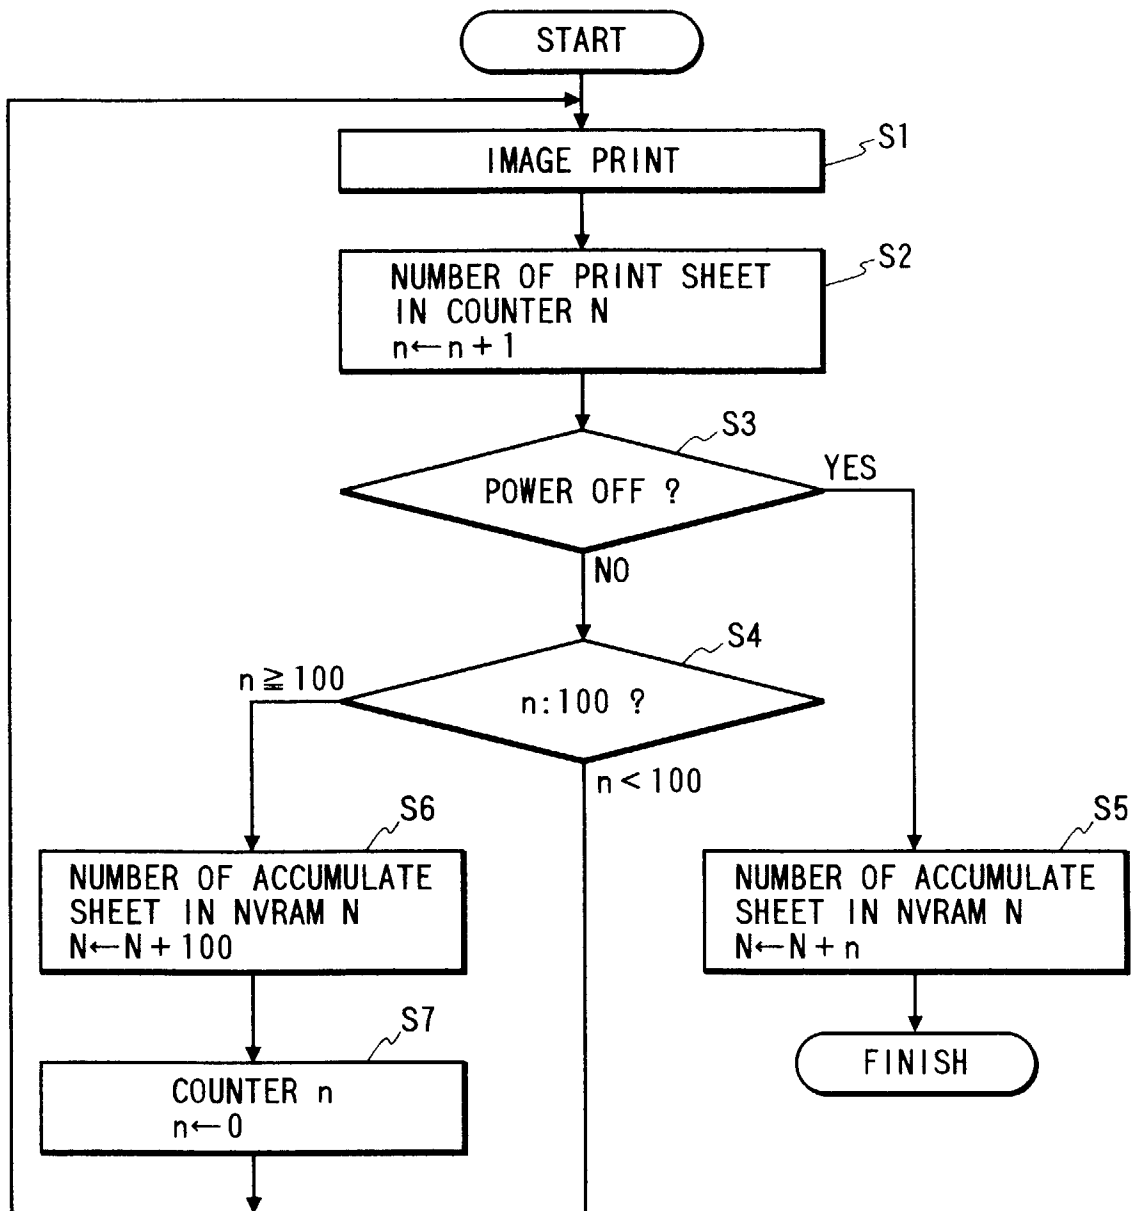 START
IMAGE PRINT
S1
NUMBER OF PRINT SHEET
IN COUNTER N
n←n+1
S2
POWER OFF ?
S3
YES
NO
n:100 ?
S4
n≧100
n<100
NUMBER OF ACCUMULATE
SHEET IN NVRAM N
N←N+100
S6
NUMBER OF ACCUMULATE
SHEET IN NVRAM N
N←N+n
S5
COUNTER n
n←0
S7
FINISH